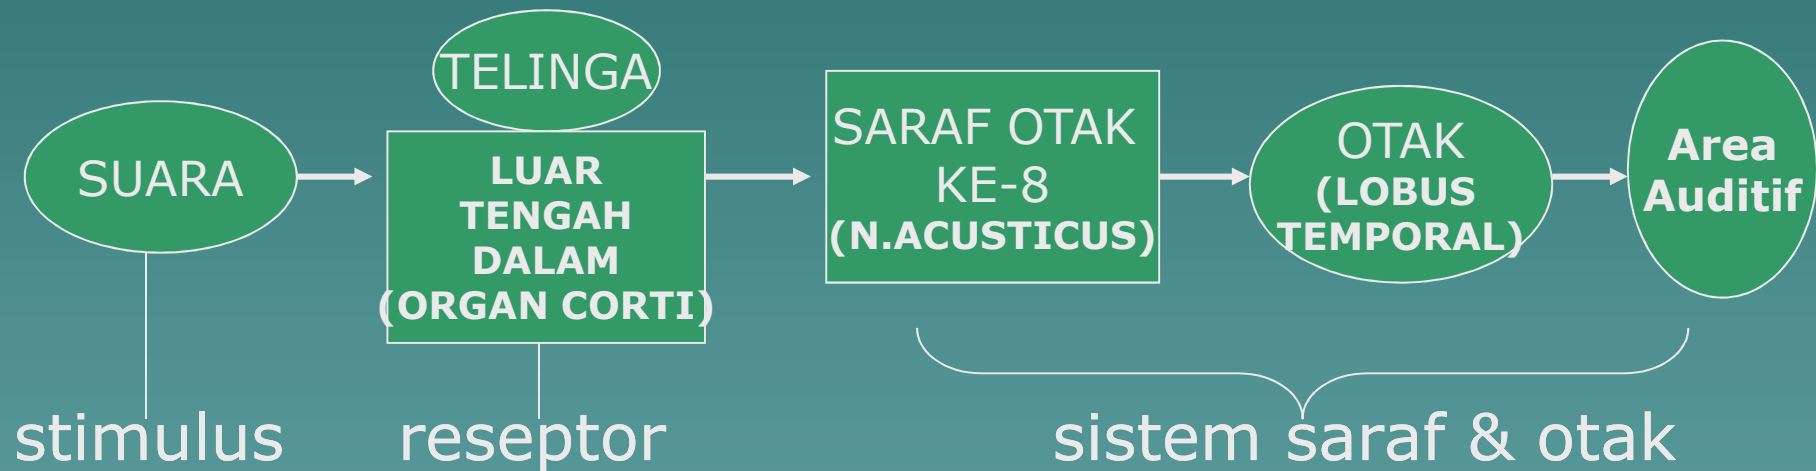 SUARA
TELINGA
LUAR
TENGAH
DALAM
(ORGAN CORTI)
SARAF OTAK
KE-8
(N.ACUSTICUS)
OTAK
(LOBUS
TEMPORAL)
Area
Auditif
stimulus
reseptor
sistem saraf & otak